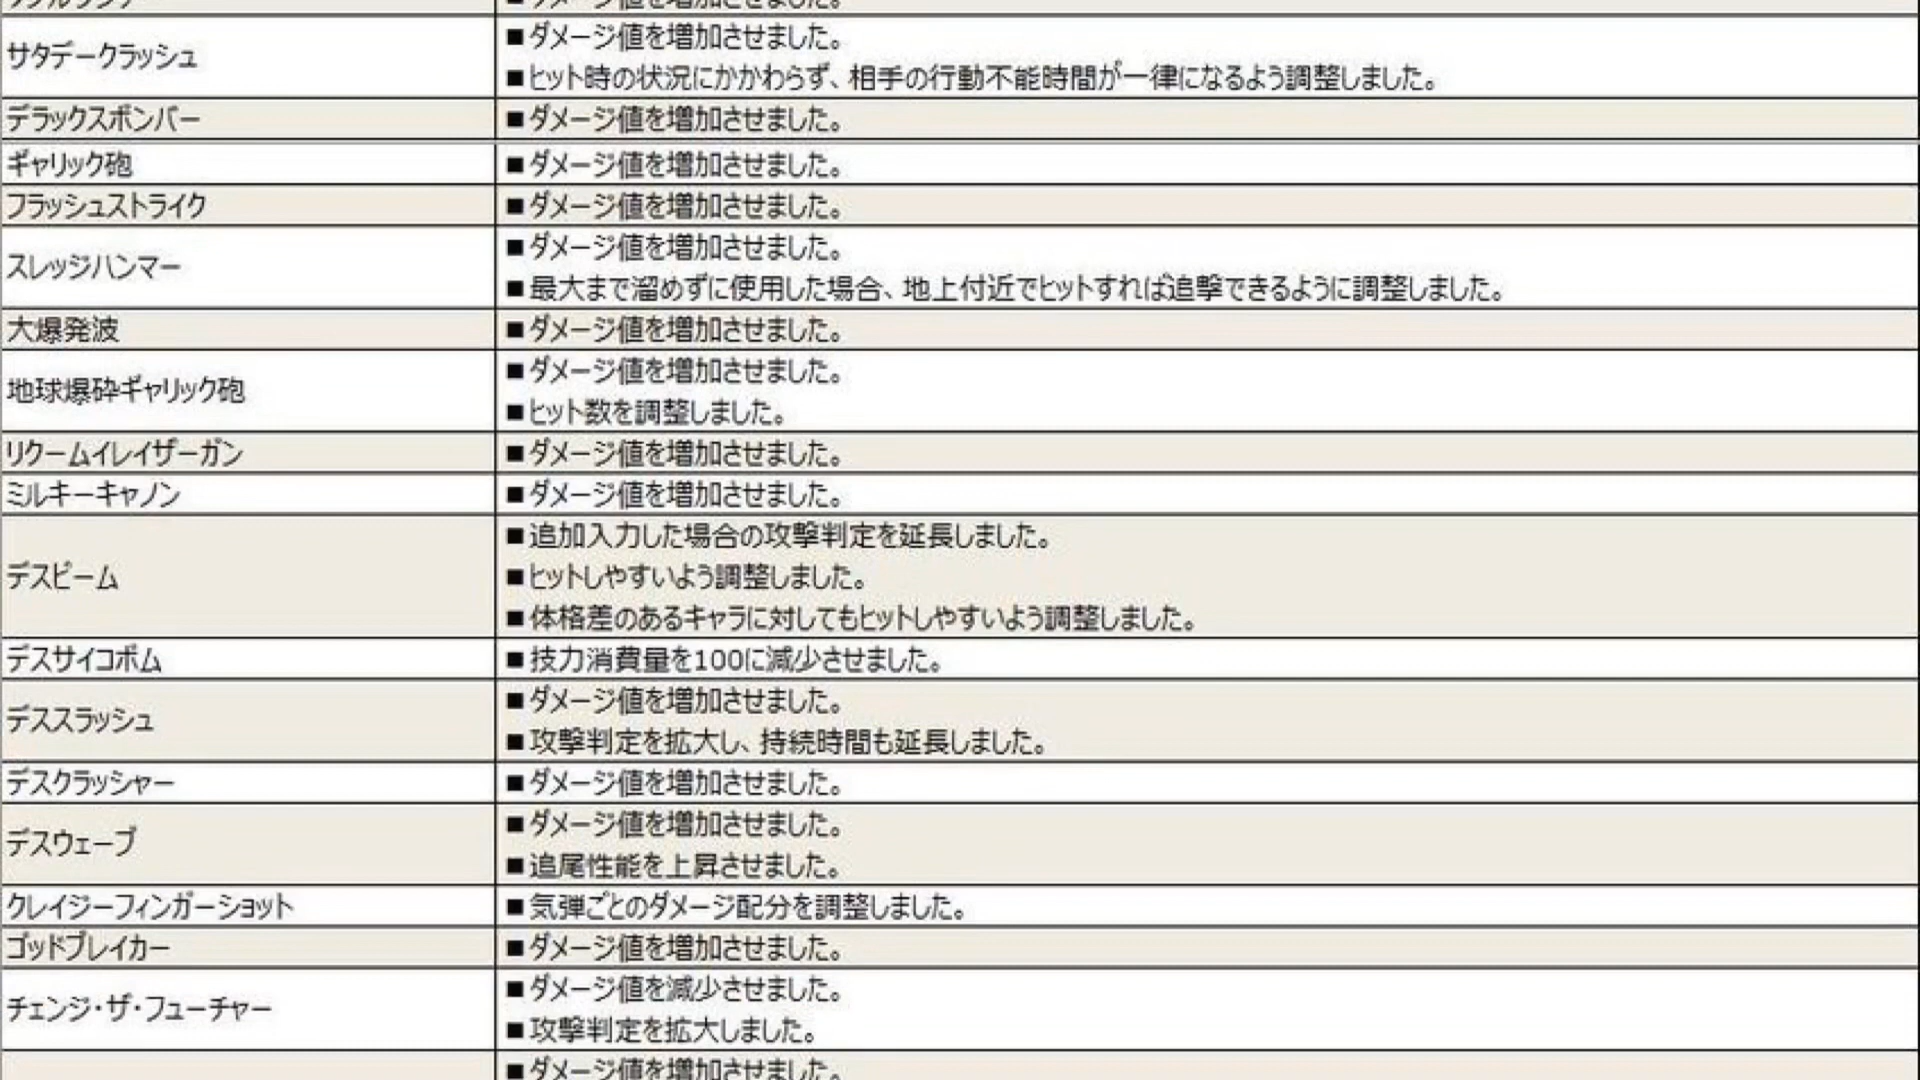 ダメージ値を増加させました。
サタデークラッシュ
■ダメージ値を増加させました。
■ヒット時の状況にかかわらず、相手の行動不能時間が一律になるよう調整しました。
デラックスボンバー
■ダメージ値を増加させました。
ギャリック砲
■ダメージ値を増加させました。
フラッシュストライク
■ダメージ値を増加させました。
スレッジハンマー
■ダメージ値を増加させました。
■最大まで溜めずに使用した場合、地上付近でヒットすれば追撃できるように調整しました。
大爆発波
■ダメージ値を増加させました。
地球爆砕ギャリック砲
■ダメージ値を増加させました。
■ヒット数を調整しました。
リクームイレイザーガン
■ダメージ値を増加させました。
ミルキーキャノン
■ダメージ値を増加させました。
デスビーム
■追加入力した場合の攻撃判定を延長しました。
■ヒットしやすいよう調整しました。
■体格差のあるキャラに対してもヒットしやすいよう調整しました。
デスサイコボム
■技力消費量を100に減少させました。
デススラッシュ
■ダメージ値を増加させました。
■攻撃判定を拡大し、持続時間も延長しました。
デスクラッシャー
■ダメージ値を増加させました。
デスウェーブ
■ダメージ値を増加させました。
■追尾性能を上昇させました。
クレイジーフィンガーショット
■気弾ごとのダメージ配分を調整しました。
ゴッドブレイカー
■ダメージ値を増加させました。
チェンジ・ザ・フューチャー
■ダメージ値を減少させました。
■攻撃判定を拡大しました。
■ダメージ値を増加させました。